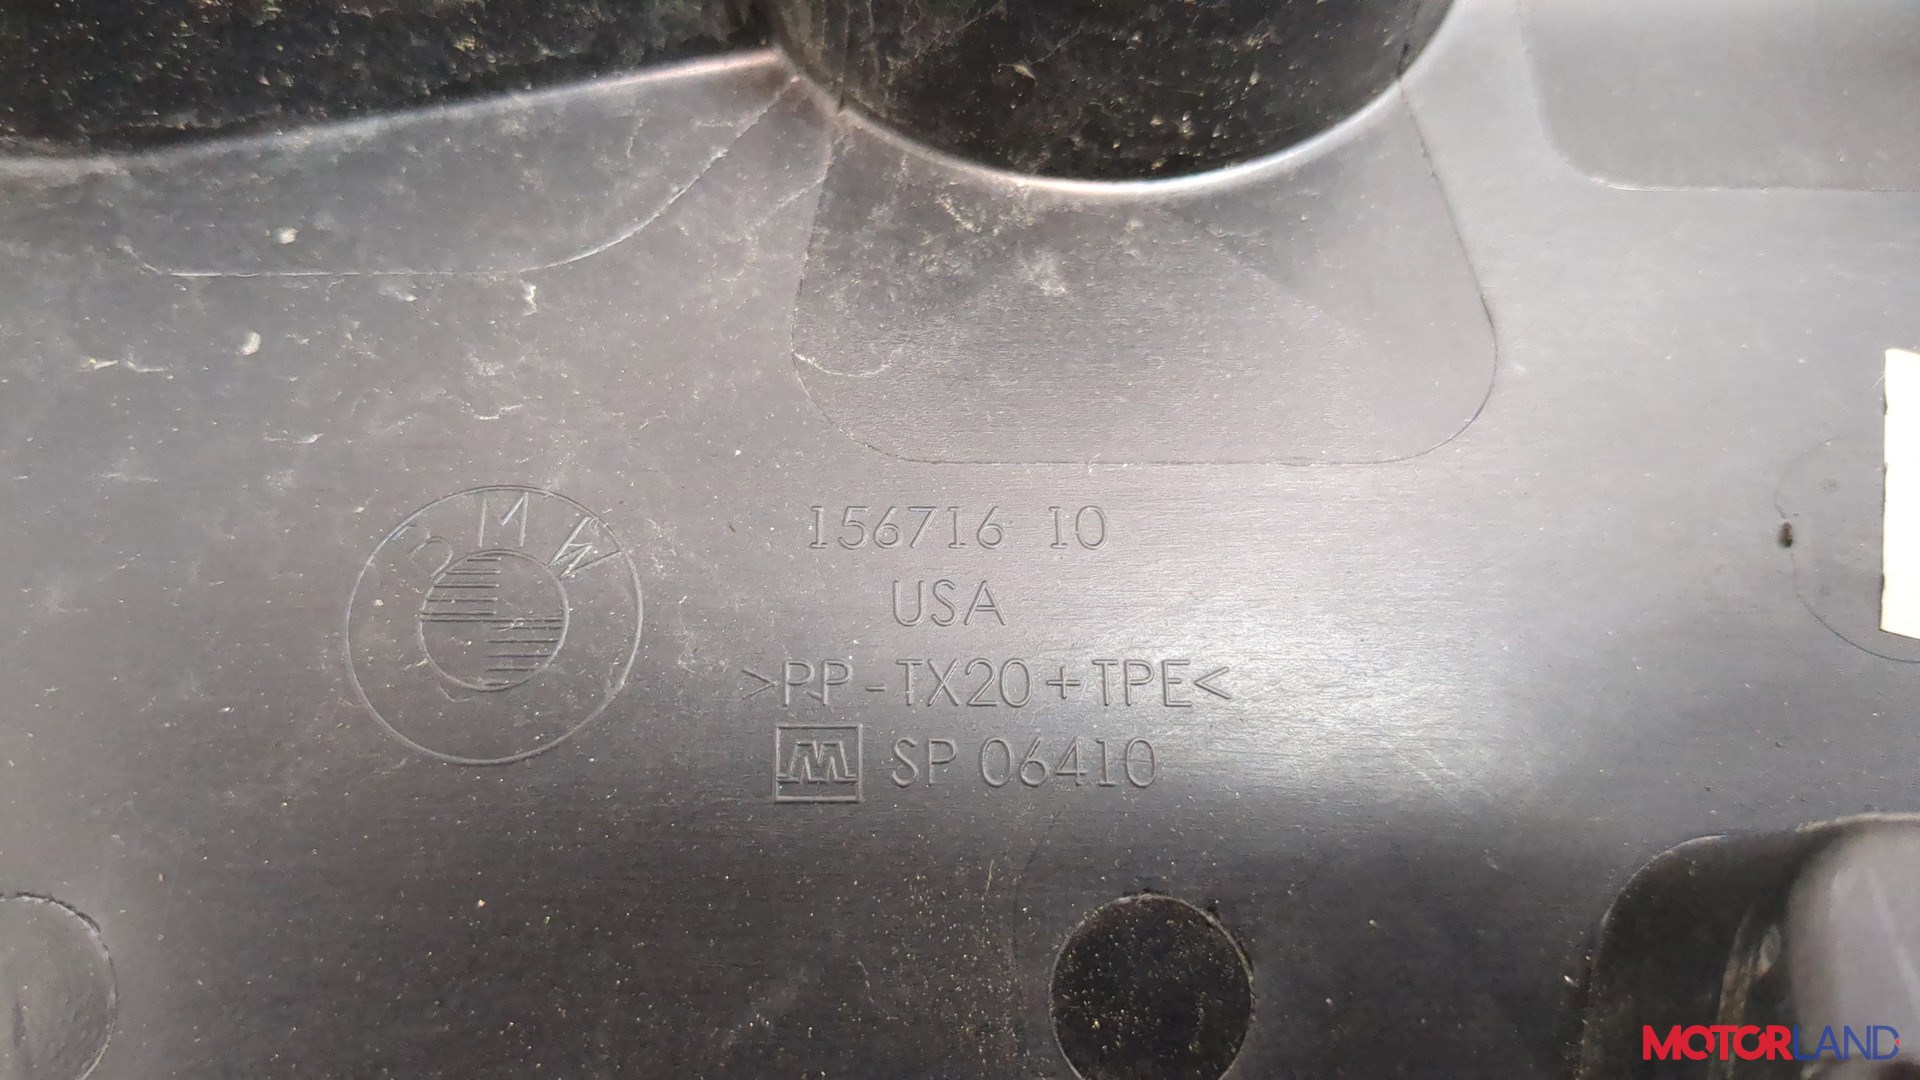 BMW
156716 10
USA
>PP-TX20+TPE<
M SP 06410
MOTORLAND